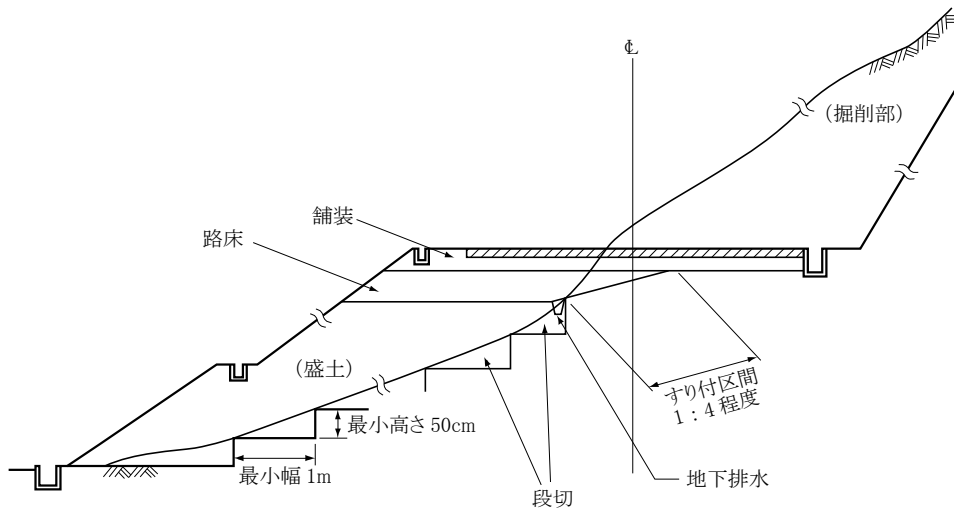 ℄
(掘削部)
舗装
路床
(盛土)
すり付区間
1：4 程度
最小高さ 50cm
最小幅 1m
地下排水
段切